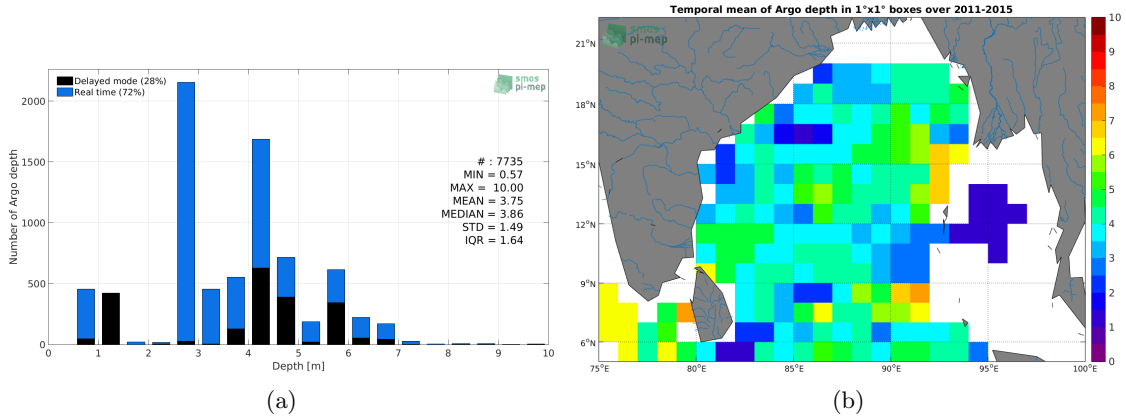 smos
pi-mep
Delayed mode (28%)
Real time (72%)
Number of Argo depth
2000
1500
1000
500
0
# : 7735
MIN = 0.57
MAX = 10.00
MEAN = 3.75
MEDIAN = 3.86
STD = 1.49
IQR = 1.64
0 1 2 3 4 5 6 7 8 9 10
Depth [m]
(a)
Temporal mean of Argo depth in 1°x1° boxes over 2011-2015
smos
pi-mep
21°N
18°N
15°N
12°N
9°N
6°N
75°E 80°E 85°E 90°E 95°E 100°E
10
9
8
7
6
5
4
3
2
1
0
(b)